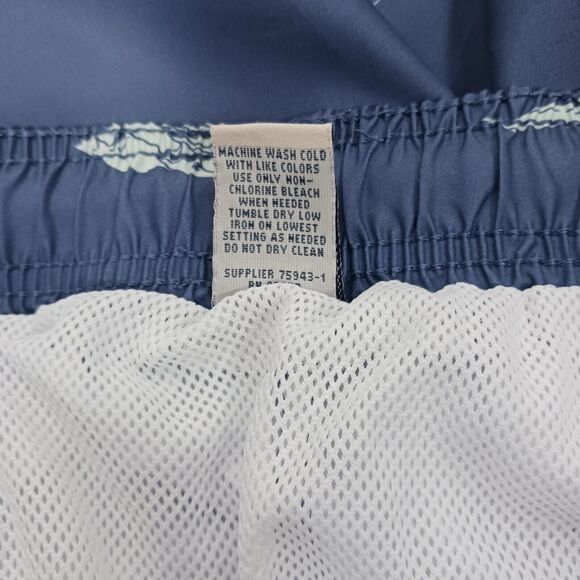 MACHINE WASH COLD
WITH LIKE COLORS
USE ONLY NON-
CHLORINE BLEACH
WHEN NEEDED
TUMBLE DRY LOW
IRON ON LOWEST
SETTING AS NEEDED
DO NOT DRY CLEAN
SUPPLIER 75943-1
RN